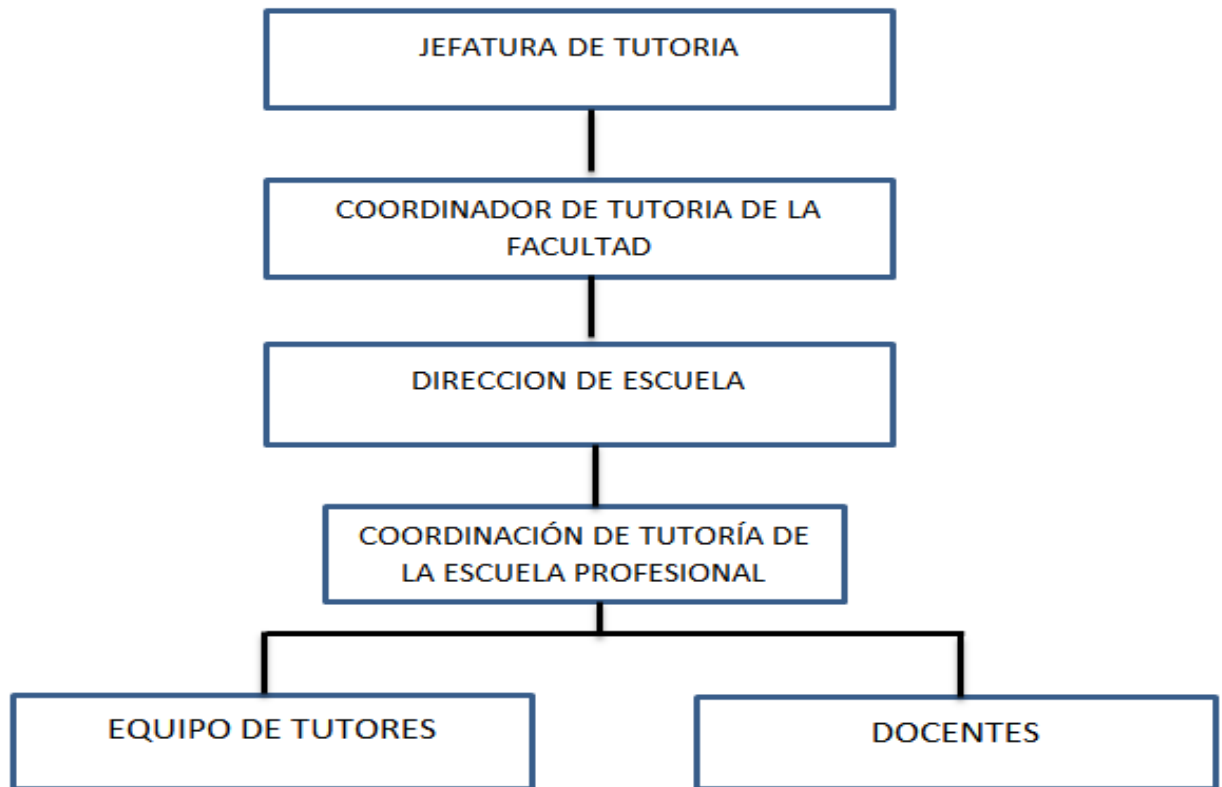 JEFATURA DE TUTORIA
COORDINADOR DE TUTORIA DE LA
FACULTAD
DIRECCION DE ESCUELA
COORDINACIÓN DE TUTORÍA DE
LA ESCUELA PROFESIONAL
EQUIPO DE TUTORES
DOCENTES